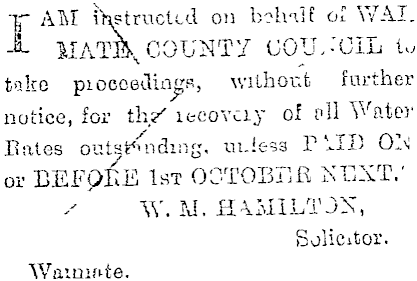 I AM instructed on behalf of WAI-
MATE COUNTY COUNCIL to
take proceedings, without further
notice, for the recovery of all Water
Rates outstanding, unless PAID ON
or BEFORE 1ST OCTOBER NEXT.
W. M. HAMILTON,
Solicitor.
Waimate.